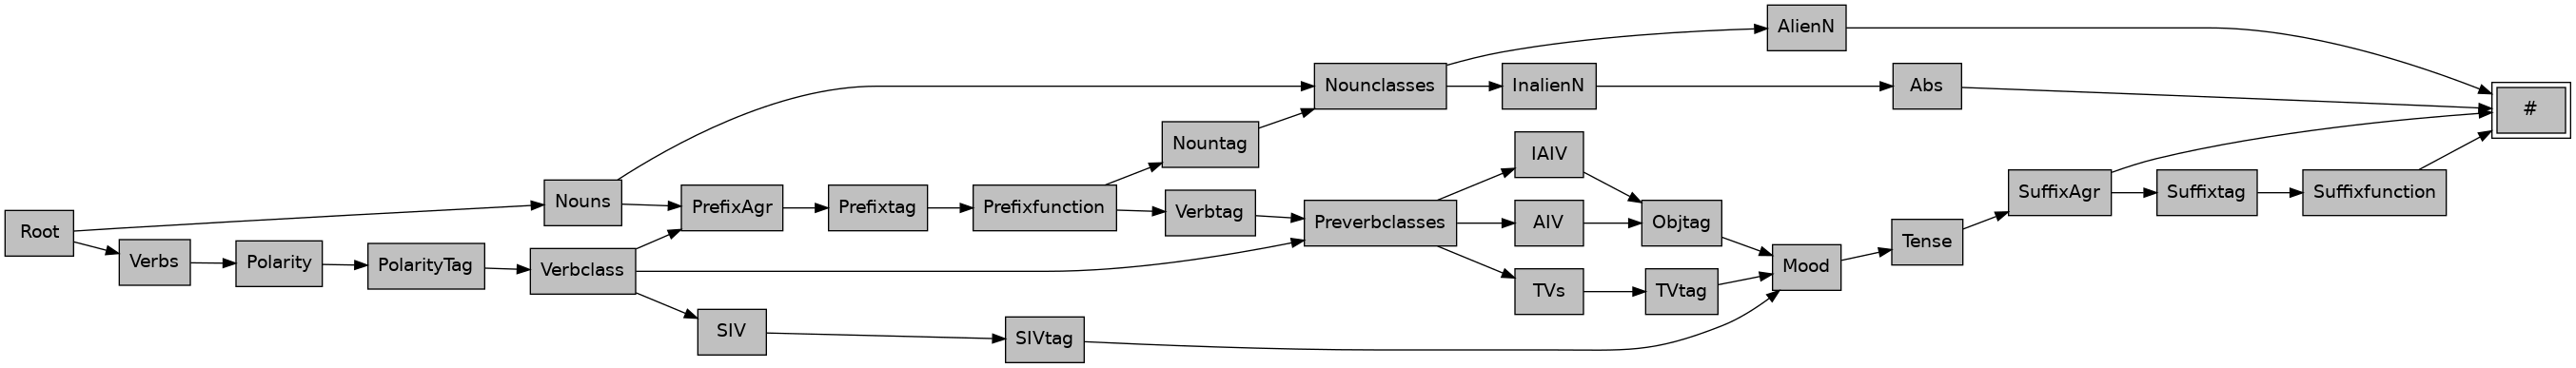 Root
Verbs
Polarity
PolarityTag
Nouns
Verbclass
PrefixAgr
SIV
Prefixtag
Prefixfunction
SIVtag
Nountag
Verbtag
Nounclasses
Preverbclasses
InalienN
IAIV
AIV
TVs
Objtag
TVtag
AlienN
Mood
Abs
Tense
SuffixAgr
Suffixtag
Suffixfunction
#